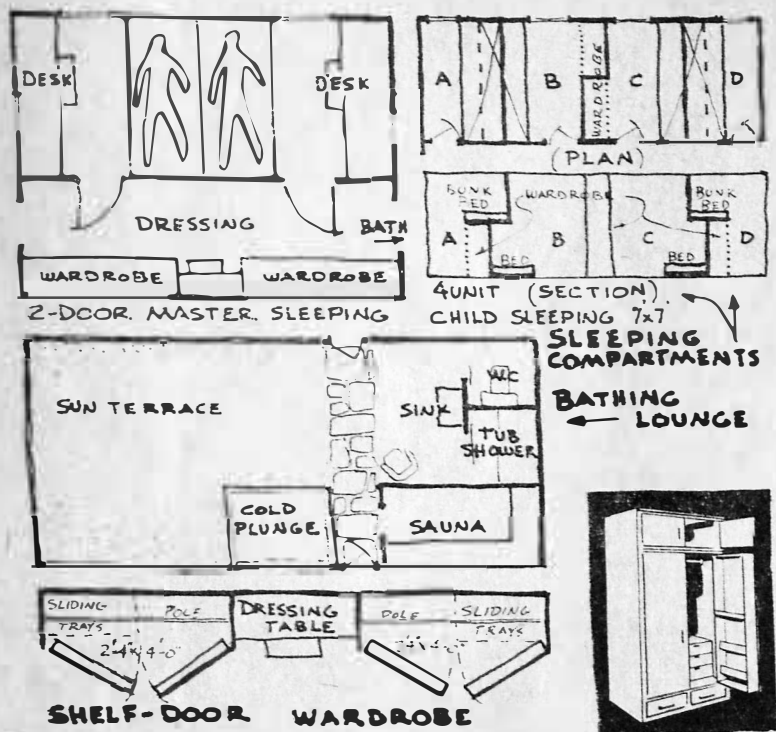 DESK
DESK
DRESSING
BATH
WARDROBE
WARDROBE
2-DOOR. MASTER. SLEEPING
A
B
WARDROBE
C
D
(PLAN)
BUNK
BED
WARDROBE
BUNK
BED
A
B
C
D
BED
BED
4 UNIT (SECTION)
CHILD SLEEPING 7x7
SLEEPING
COMPARTMENTS
SUN TERRACE
WC
SINK
TUB
SHOWER
COLD
PLUNGE
SAUNA
BATHING
LOUNGE
SLIDING
TRAYS
POLE
DRESSING
TABLE
POLE
SLIDING
TRAYS
2'-4"
4'-0"
SHELF-DOOR WARDROBE